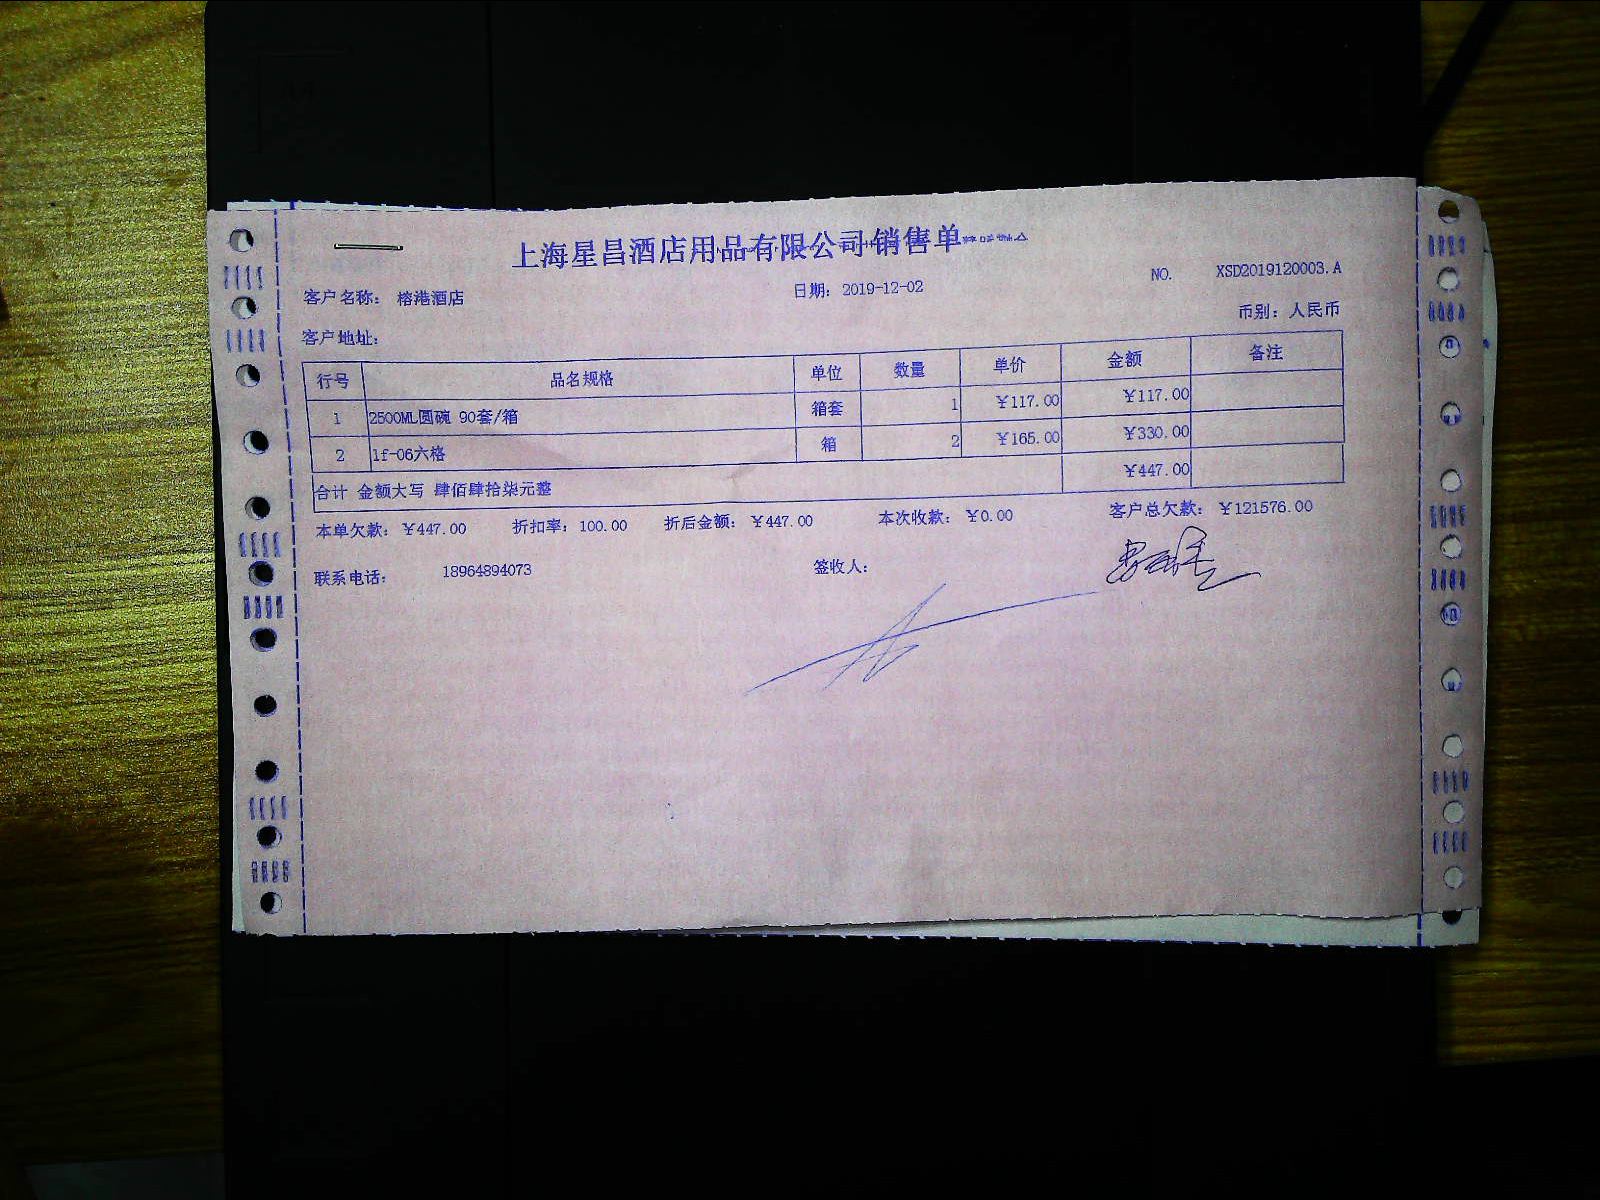 上海星昌酒店用品有限公司销售单
NO. XSD2019120003.A
客户名称: 榕港酒店 日期: 2019-12-02
币别: 人民币
客户地址:
行号 品名规格 单位 数量 单价 金额 备注
1 2500ML圆碗 90套/箱 箱套 1 ¥117.00 ¥117.00
2 1f-06六格 箱 2 ¥165.00 ¥330.00
合计 金额大写 肆佰肆拾柒元整 ¥447.00
本单欠款: ¥447.00 折扣率: 100.00 折后金额: ¥447.00 本次收款: ¥0.00 客户总欠款: ¥121576.00
联系电话: 18964894073 签收人: